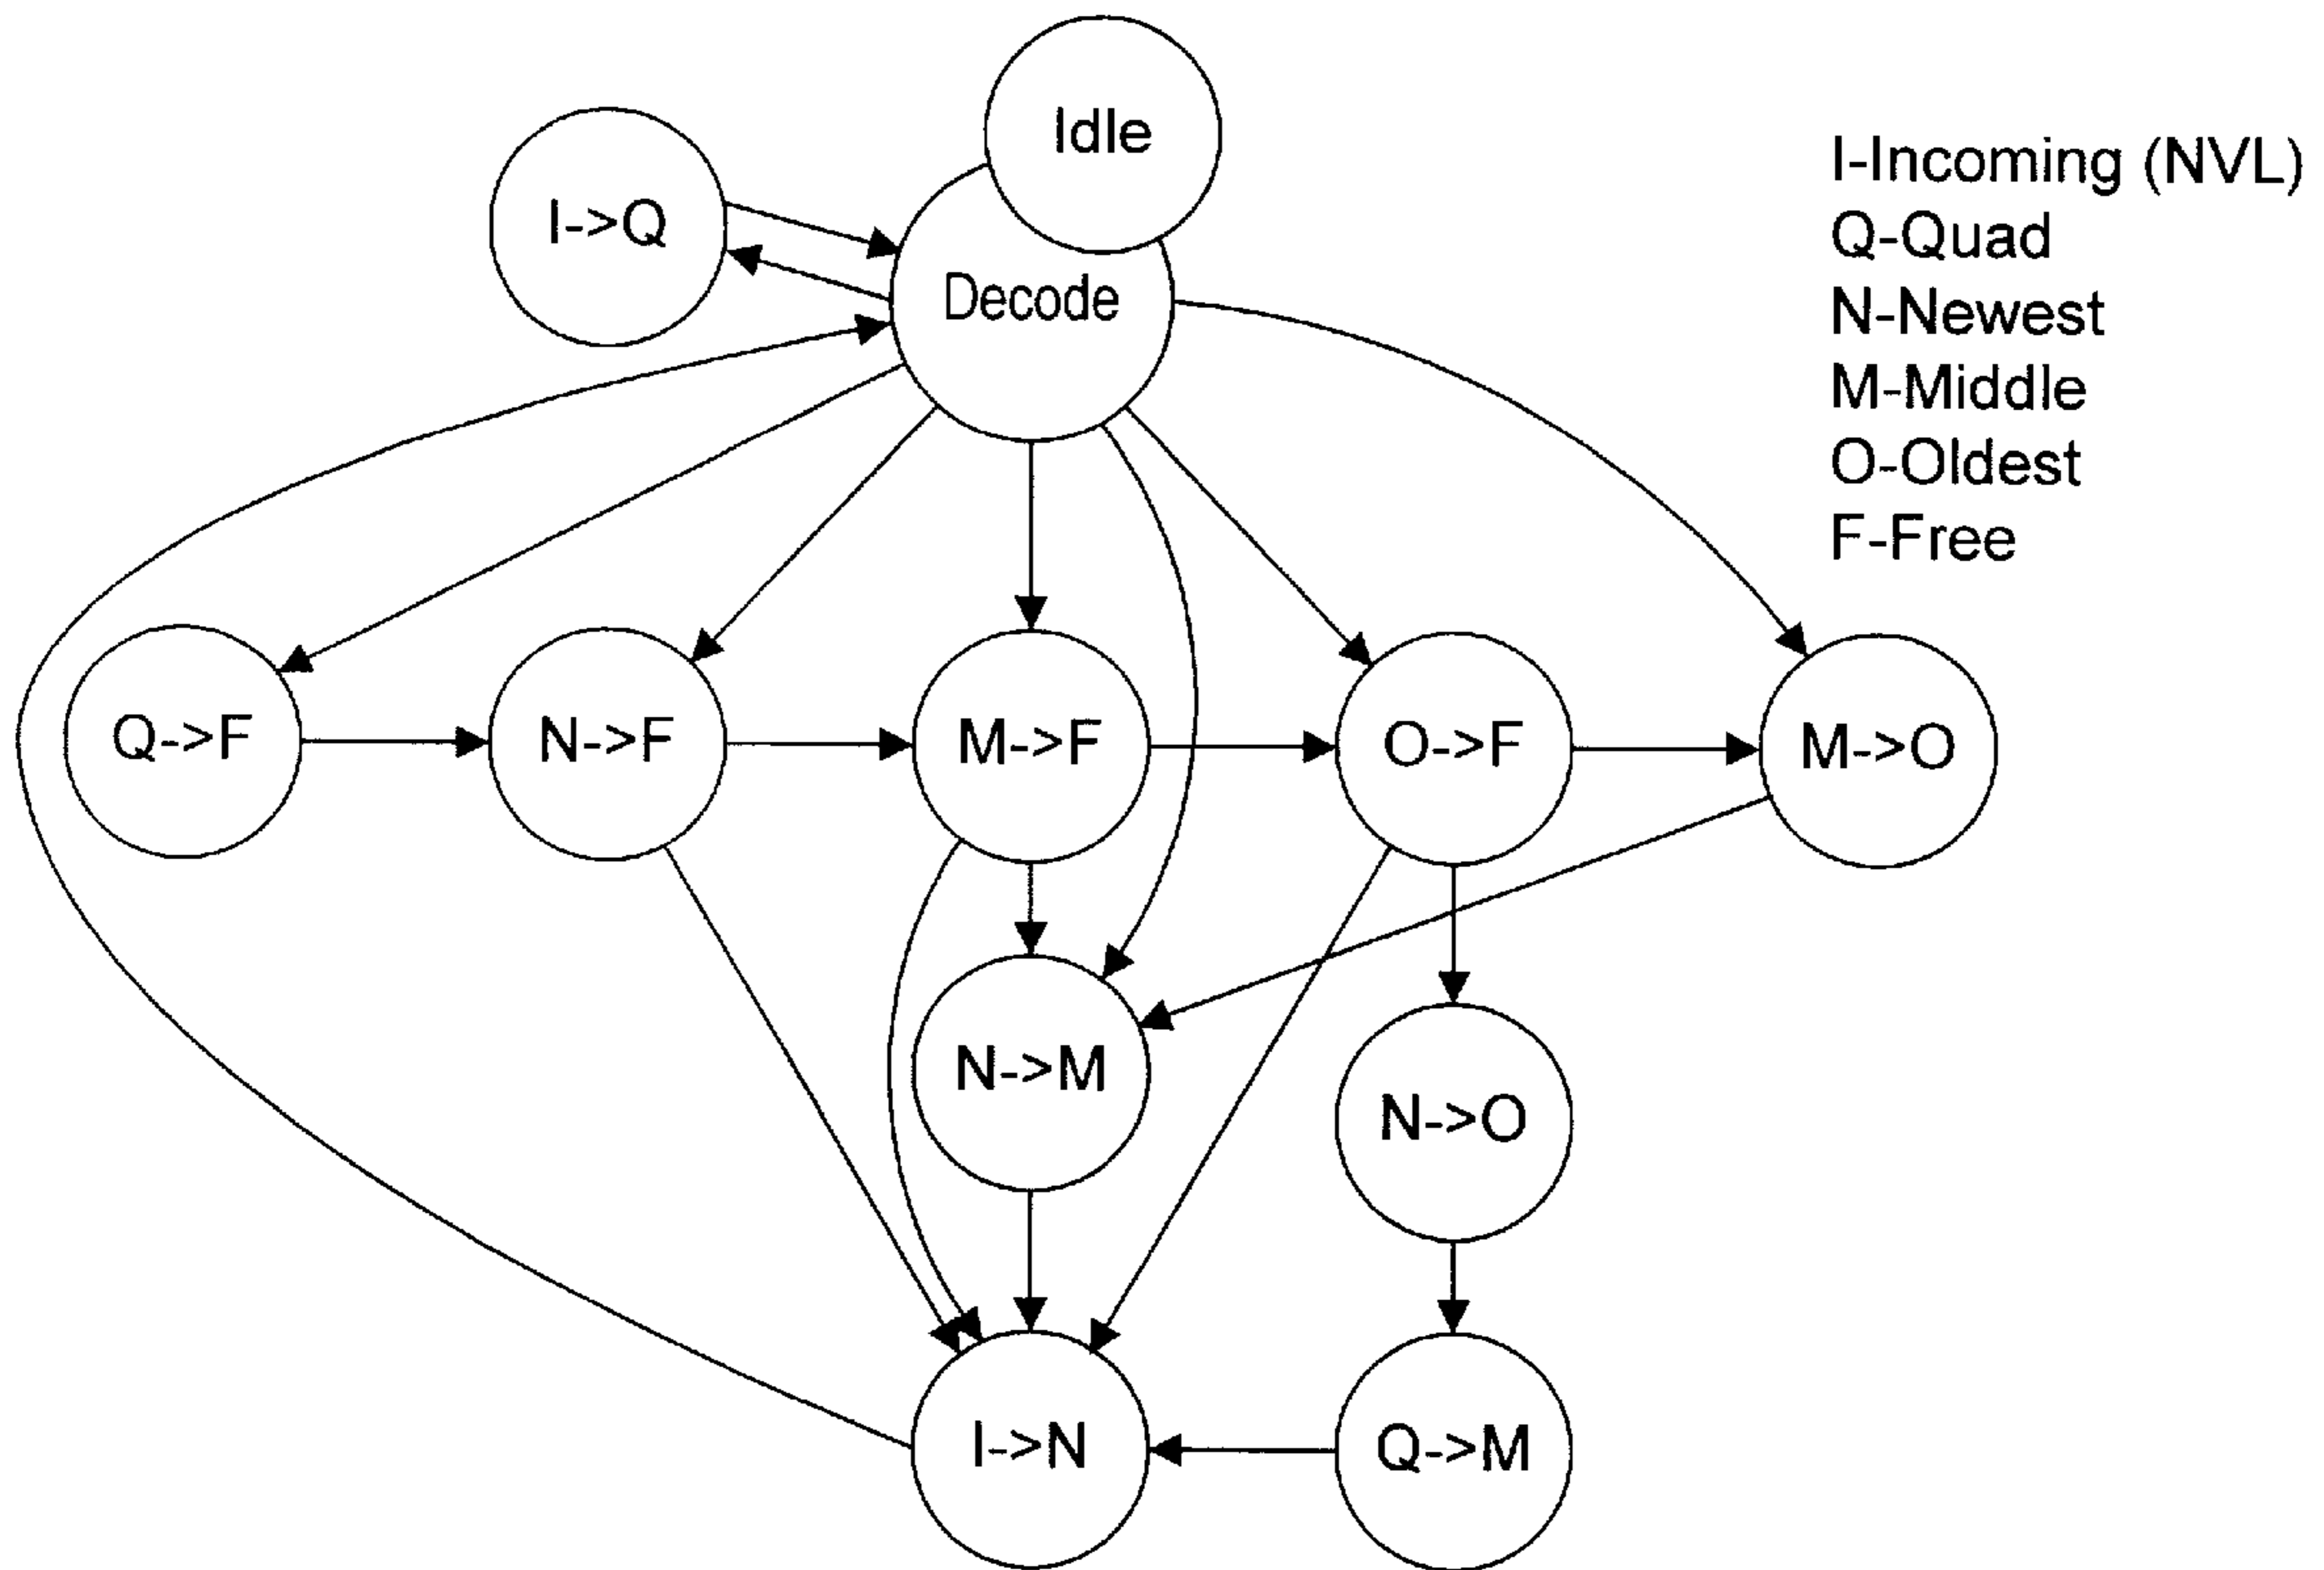 Idle
I->Q
Decode
I-Incoming (NVL)
Q-Quad
N-Newest
M-Middle
O-Oldest
F-Free
Q->F
N->F
M->F
O->F
M->O
N->M
N->O
I->N
Q->M